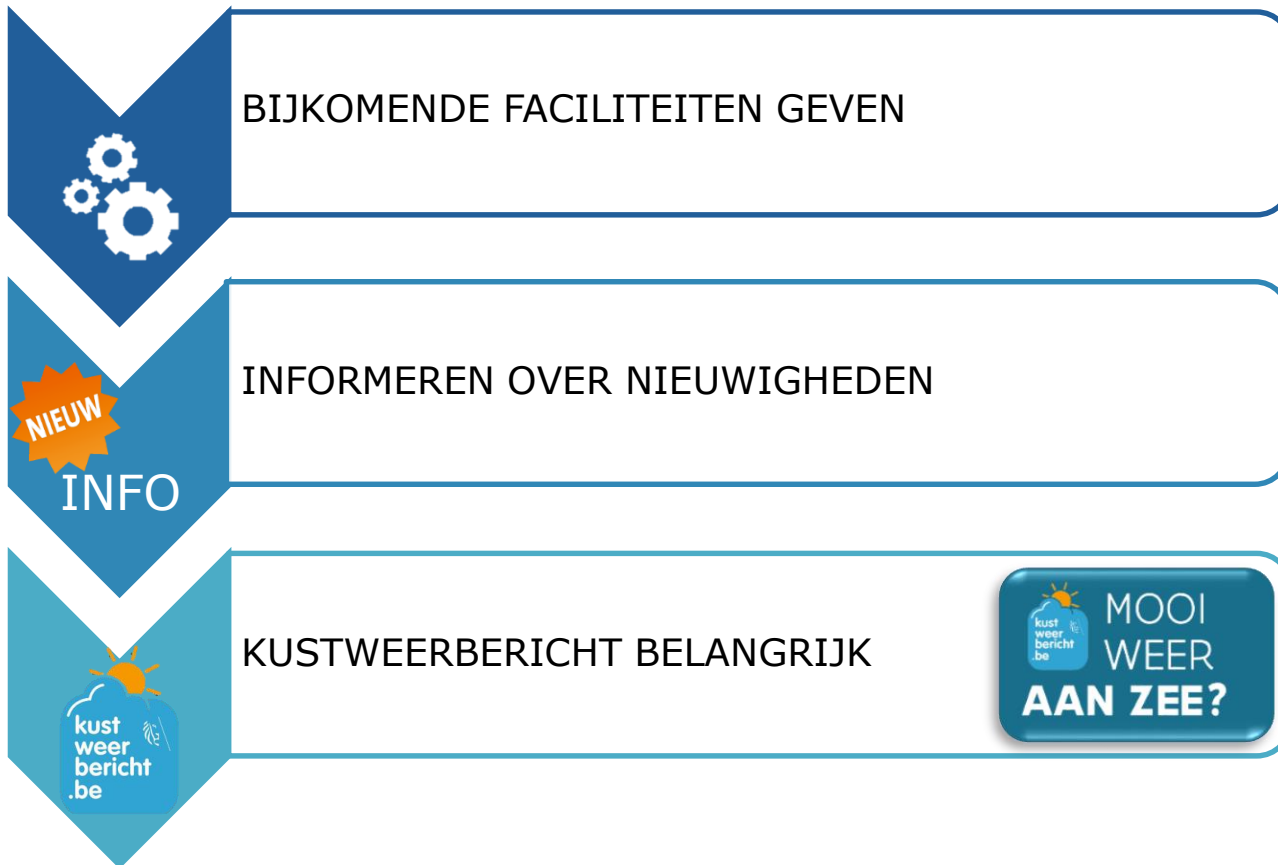 BIJKOMENDE FACILITEITEN GEVEN
NIEUW
INFO
INFORMEREN OVER NIEUWIGHEDEN
kust
weer
bericht
.be
KUSTWEERBERICHT BELANGRIJK
kust
weer
bericht
.be
MOOI
WEER
AAN ZEE?